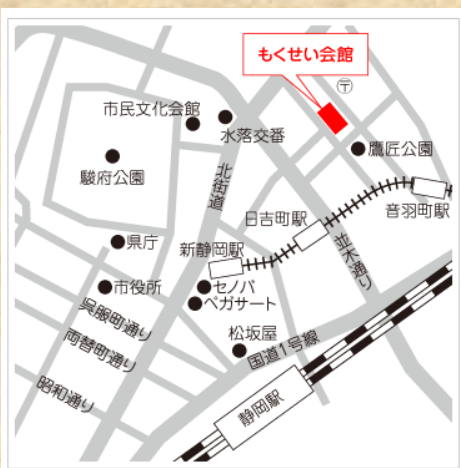 もくせい会館
〒
市民文化会館
水落交番
鷹匠公園
駿府公園
北街道
音羽町駅
日吉町駅
並木通り
県庁
新静岡駅
市役所
セノバ
ペガサート
呉服町通り
両替町通り
昭和通り
松坂屋
国道1号線
静岡駅